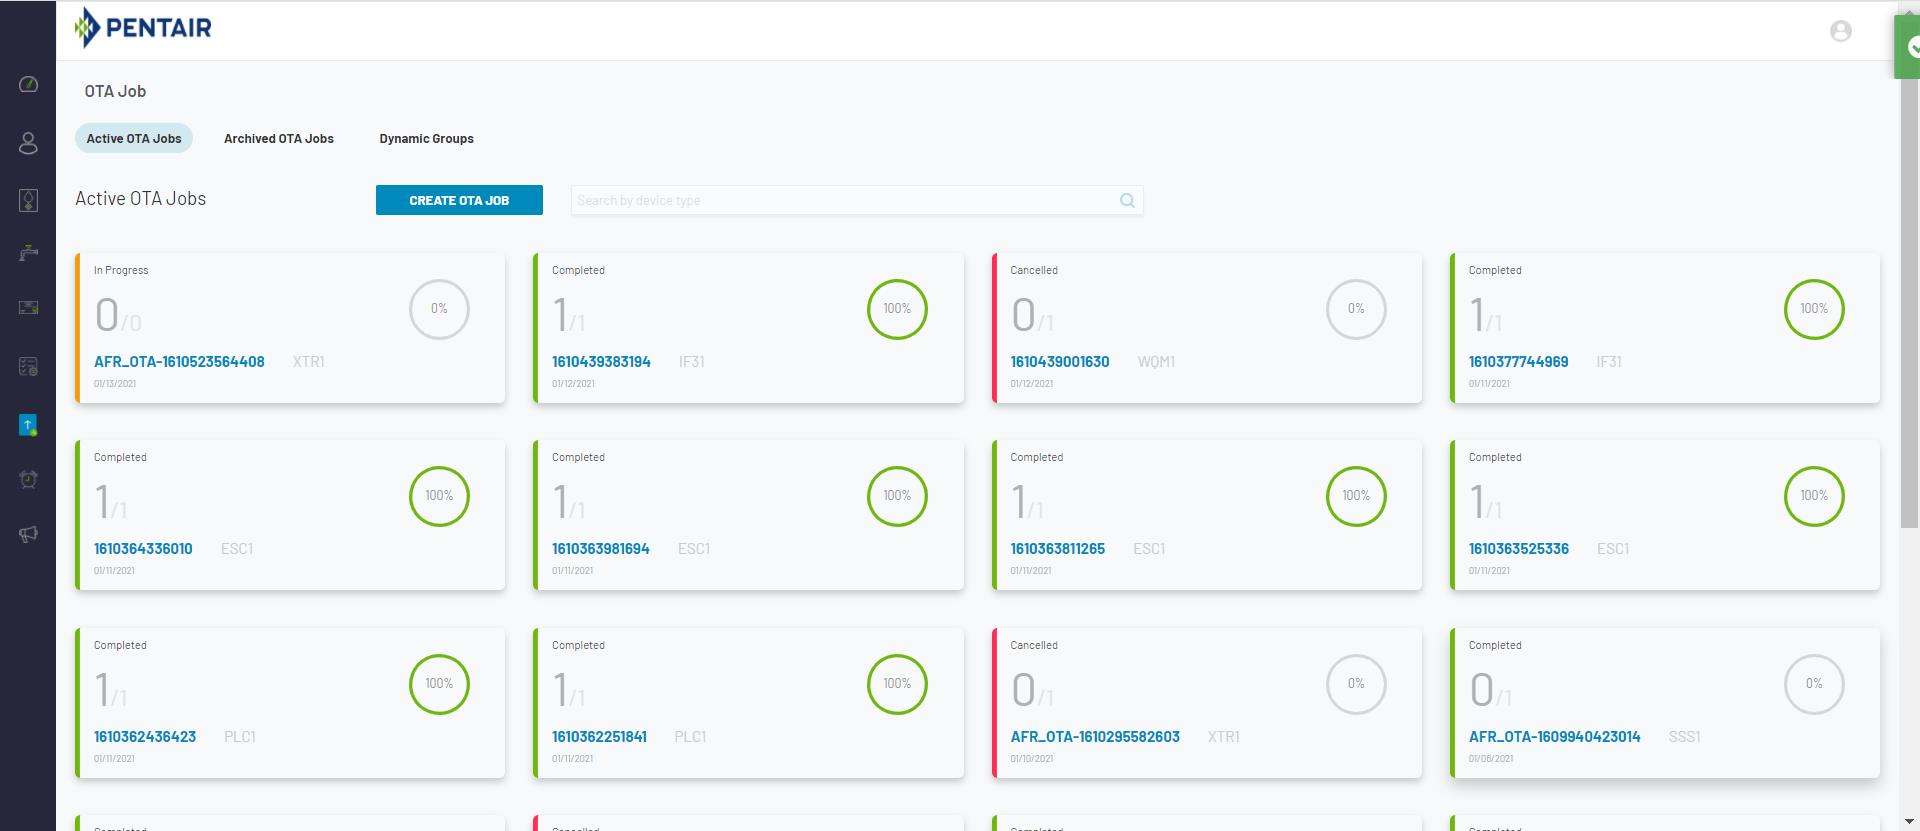 PENTAIR
OTA Job
Active OTA Jobs Archived OTA Jobs Dynamic Groups
Active OTA Jobs CREATE OTA JOB Search by device type
In Progress
0/0 0%
AFR_OTA-1610523564408 XTR1
01/13/2021
Completed
1/1 100%
1610439383194 IF31
01/12/2021
Cancelled
0/1 0%
1610439001630 WQM1
01/12/2021
Completed
1/1 100%
1610377744969 IF31
01/11/2021
Completed
1/1 100%
1610364336010 ESC1
01/11/2021
Completed
1/1 100%
1610363981694 ESC1
01/11/2021
Completed
1/1 100%
1610363811265 ESC1
01/11/2021
Completed
1/1 100%
1610363525336 ESC1
01/11/2021
Completed
1/1 100%
1610362436423 PLC1
01/11/2021
Completed
1/1 100%
1610362251841 PLC1
01/11/2021
Cancelled
0/1 0%
AFR_OTA-1610295582603 XTR1
01/10/2021
Completed
0/1 0%
AFR_OTA-1609940423014 SSS1
01/06/2021
Completed
Cancelled
Completed
Completed